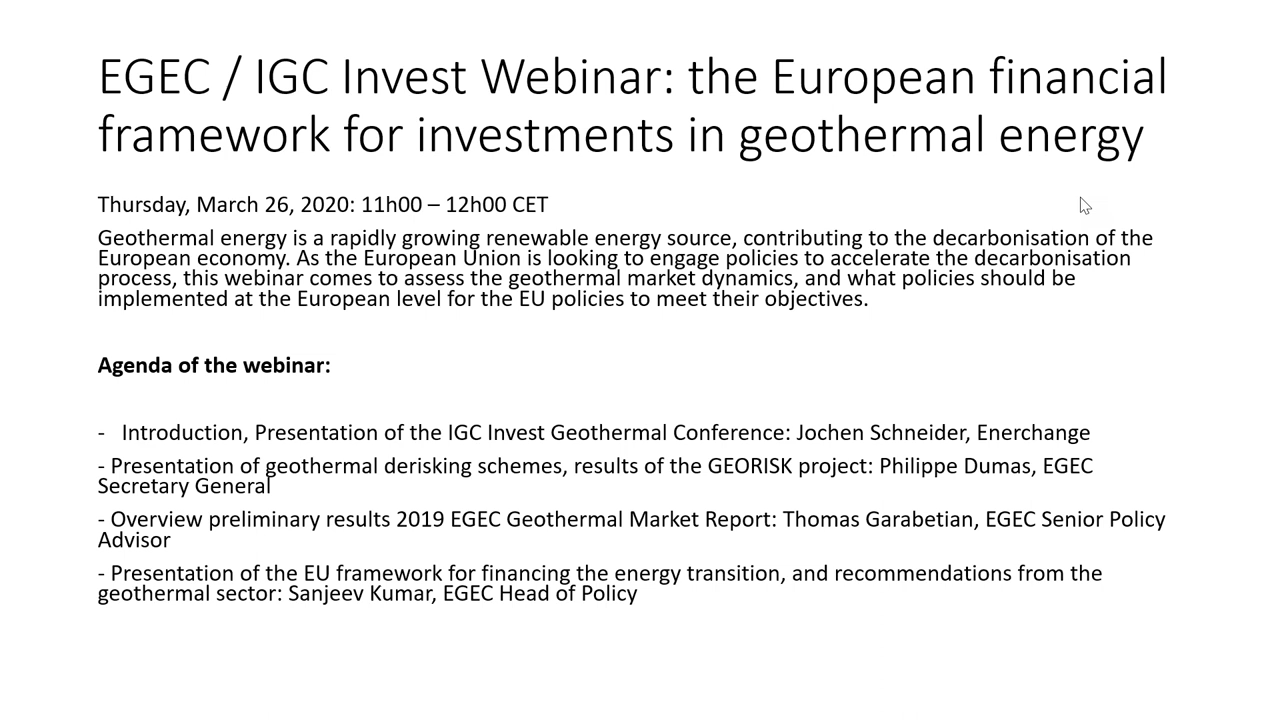 EGEC / IGC Invest Webinar: the European financial
framework for investments in geothermal energy
Thursday, March 26, 2020: 11h00 – 12h00 CET
Geothermal energy is a rapidly growing renewable energy source, contributing to the decarbonisation of the
European economy. As the European Union is looking to engage policies to accelerate the decarbonisation
process, this webinar comes to assess the geothermal market dynamics, and what policies should be
implemented at the European level for the EU policies to meet their objectives.
Agenda of the webinar:
- Introduction, Presentation of the IGC Invest Geothermal Conference: Jochen Schneider, Enerchange
- Presentation of geothermal derisking schemes, results of the GEORISK project: Philippe Dumas, EGEC
Secretary General
- Overview preliminary results 2019 EGEC Geothermal Market Report: Thomas Garabetian, EGEC Senior Policy
Advisor
- Presentation of the EU framework for financing the energy transition, and recommendations from the
geothermal sector: Sanjeev Kumar, EGEC Head of Policy